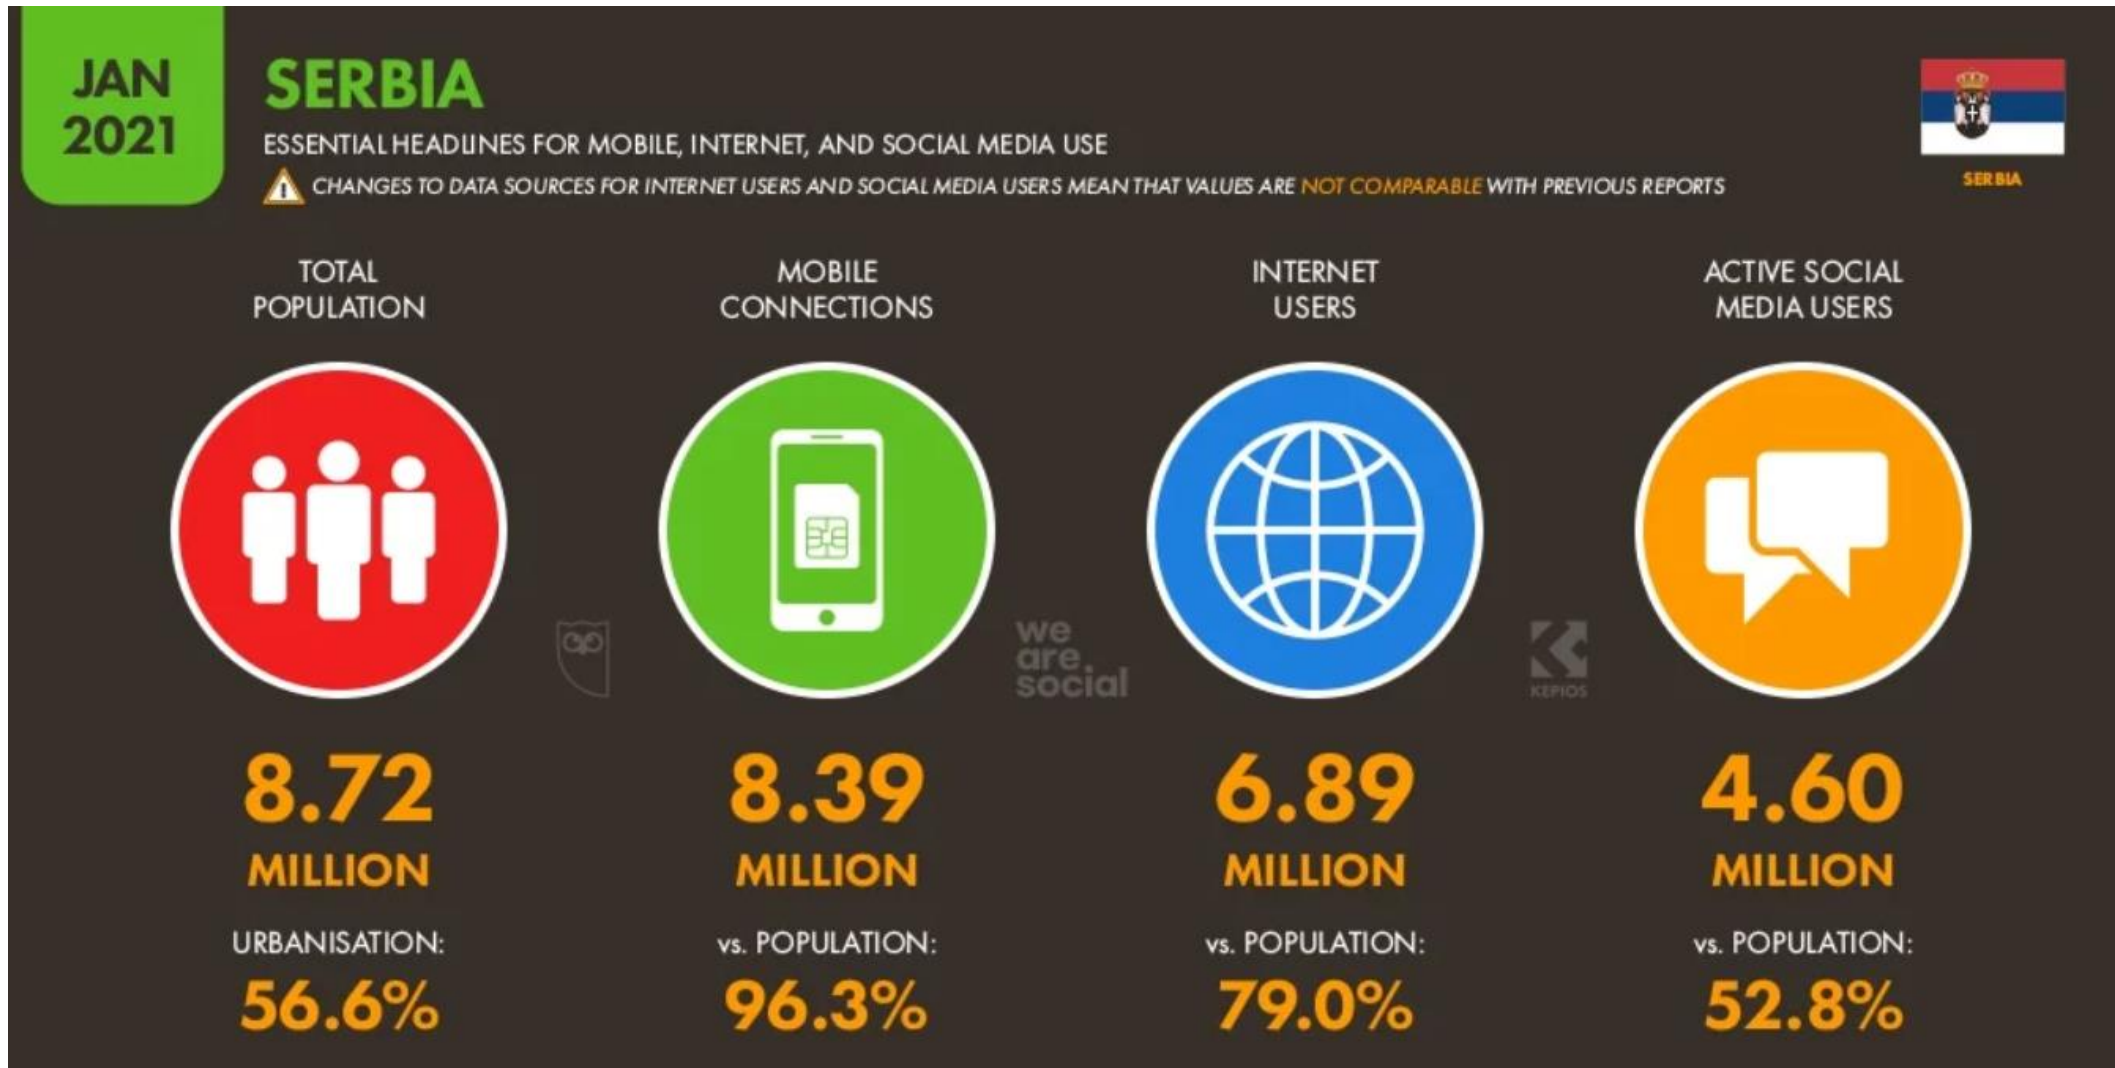 JAN
2021
SERBIA
ESSENTIAL HEADLINES FOR MOBILE, INTERNET, AND SOCIAL MEDIA USE
CHANGES TO DATA SOURCES FOR INTERNET USERS AND SOCIAL MEDIA USERS MEAN THAT VALUES ARE NOT COMPARABLE WITH PREVIOUS REPORTS
SERBIA
TOTAL
POPULATION
8.72
MILLION
URBANISATION:
56.6%
MOBILE
CONNECTIONS
8.39
MILLION
vs. POPULATION:
96.3%
INTERNET
USERS
6.89
MILLION
vs. POPULATION:
79.0%
ACTIVE SOCIAL
MEDIA USERS
4.60
MILLION
vs. POPULATION:
52.8%
we
are.
social
KEPIOS